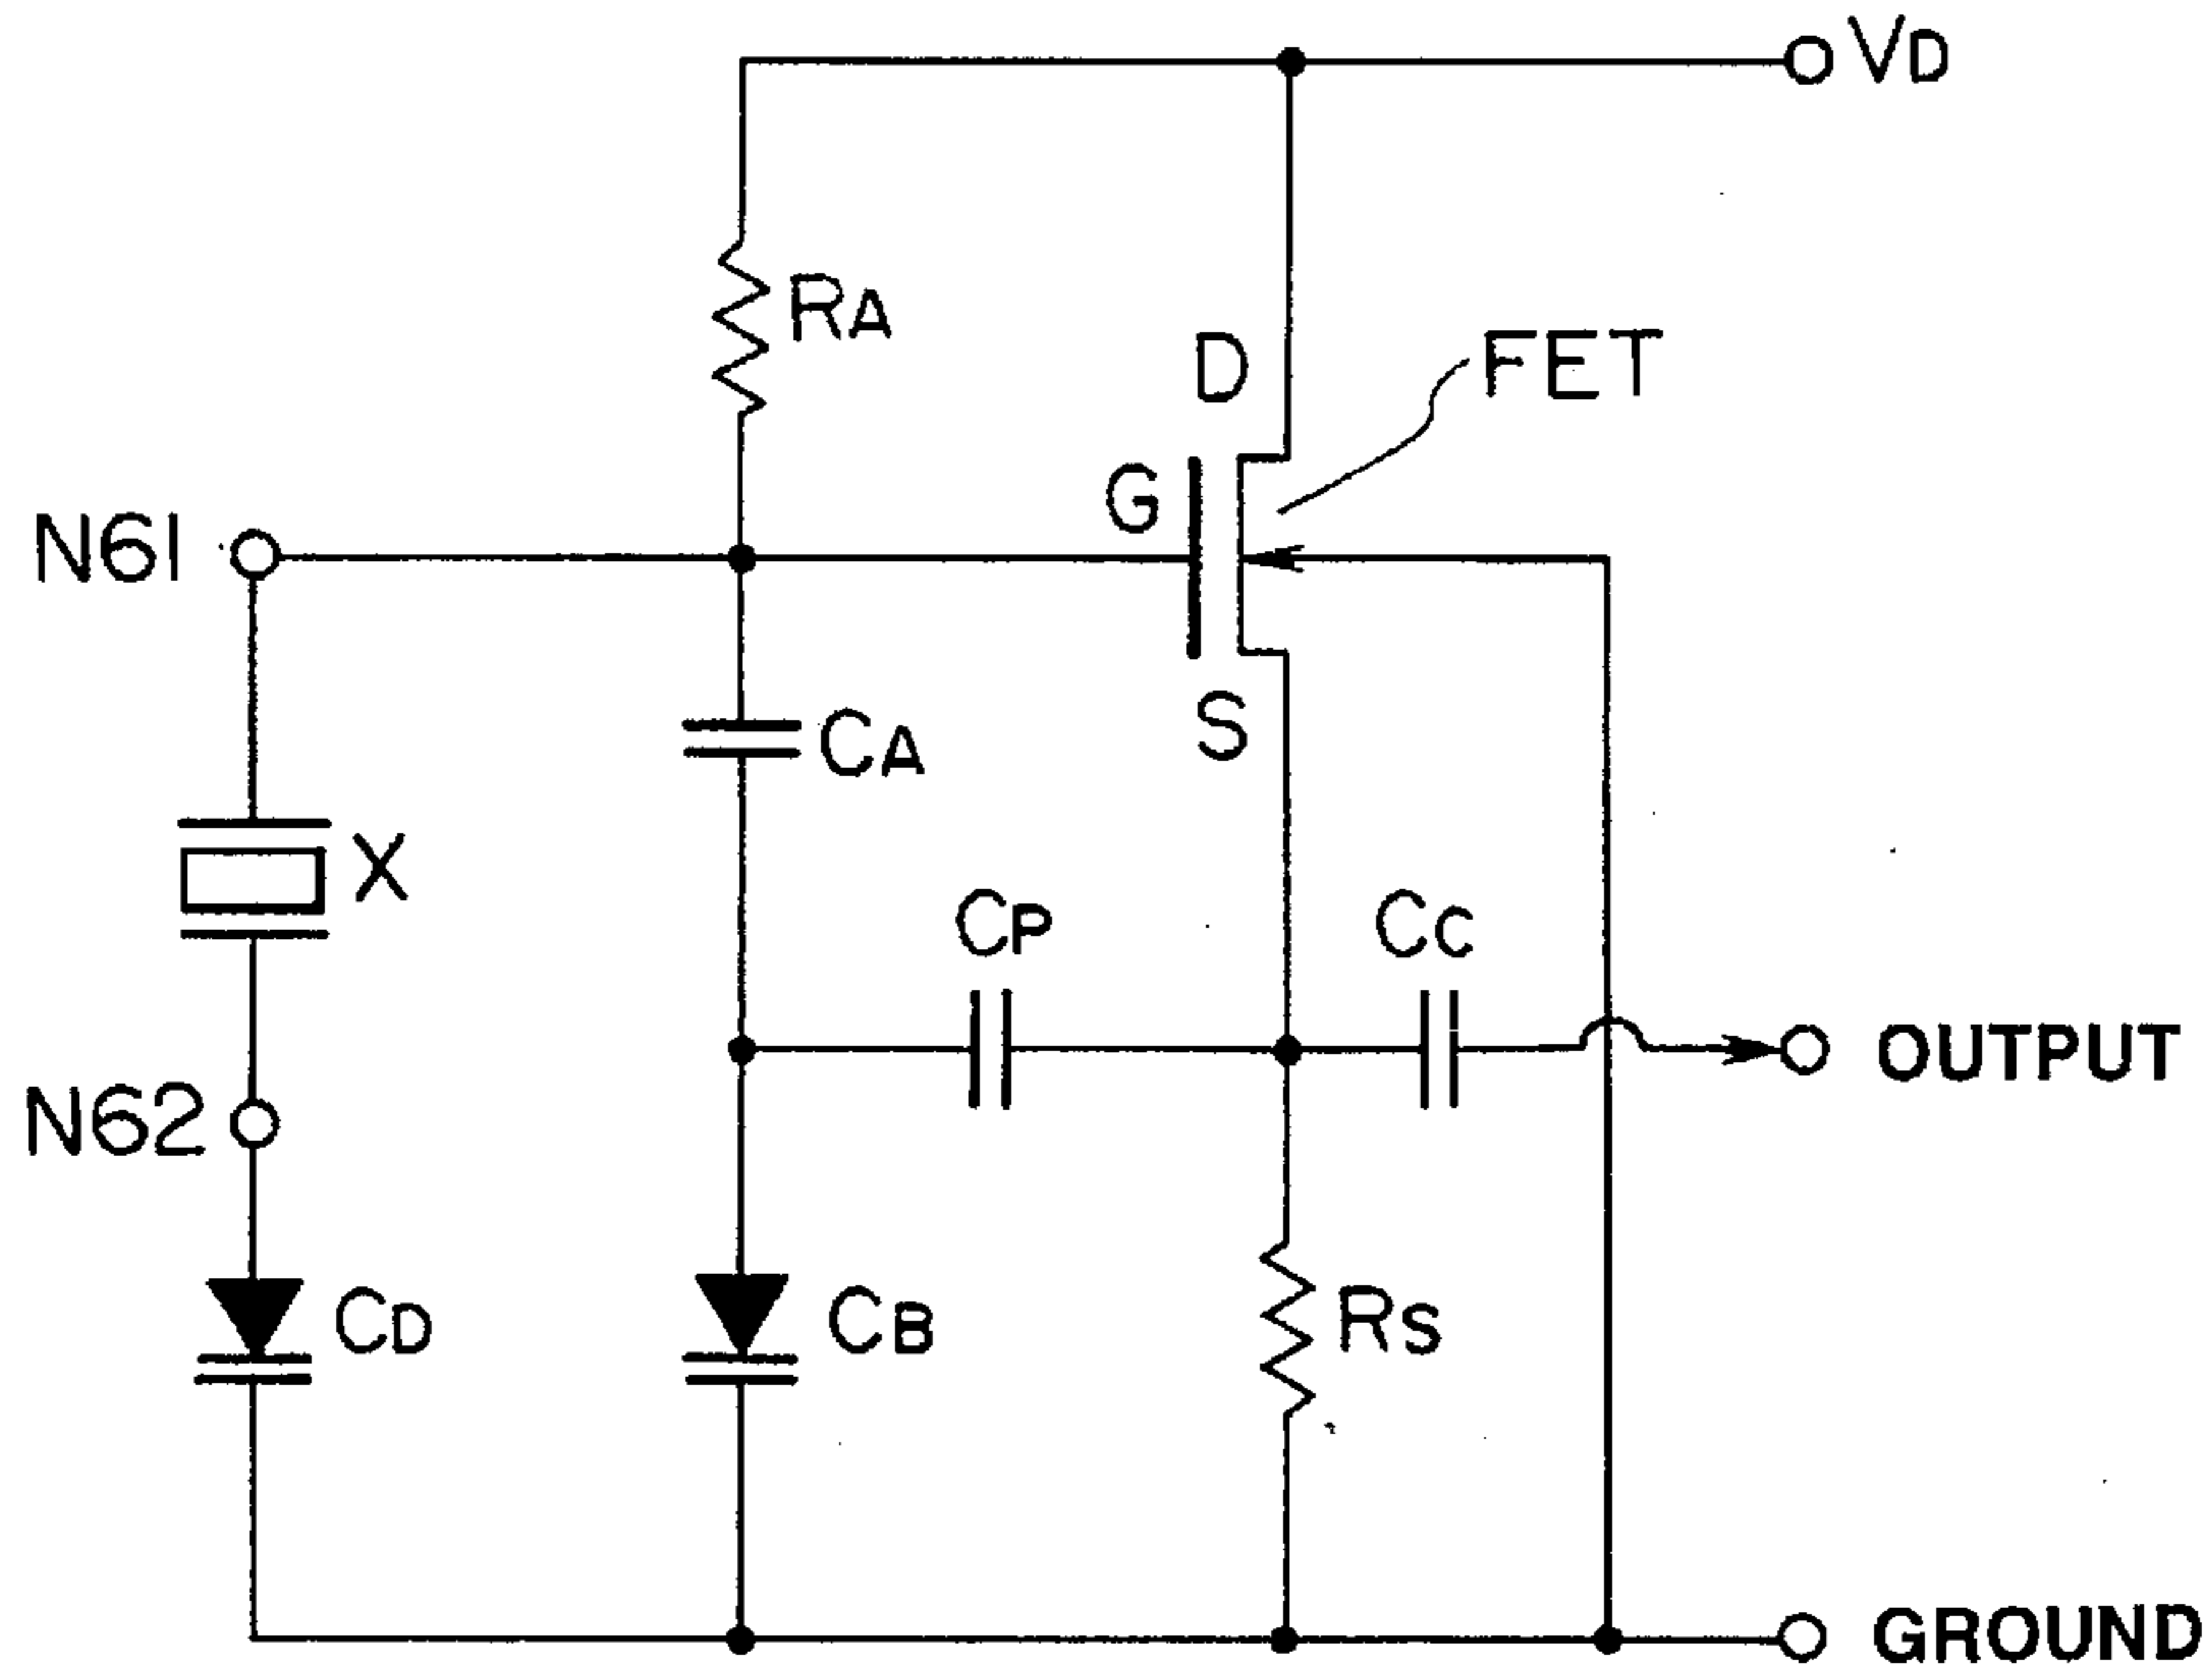 VD
RA
D
FET
G
N61
S
CA
X
CP
CC
OUTPUT
N62
CD
CB
RS
GROUND